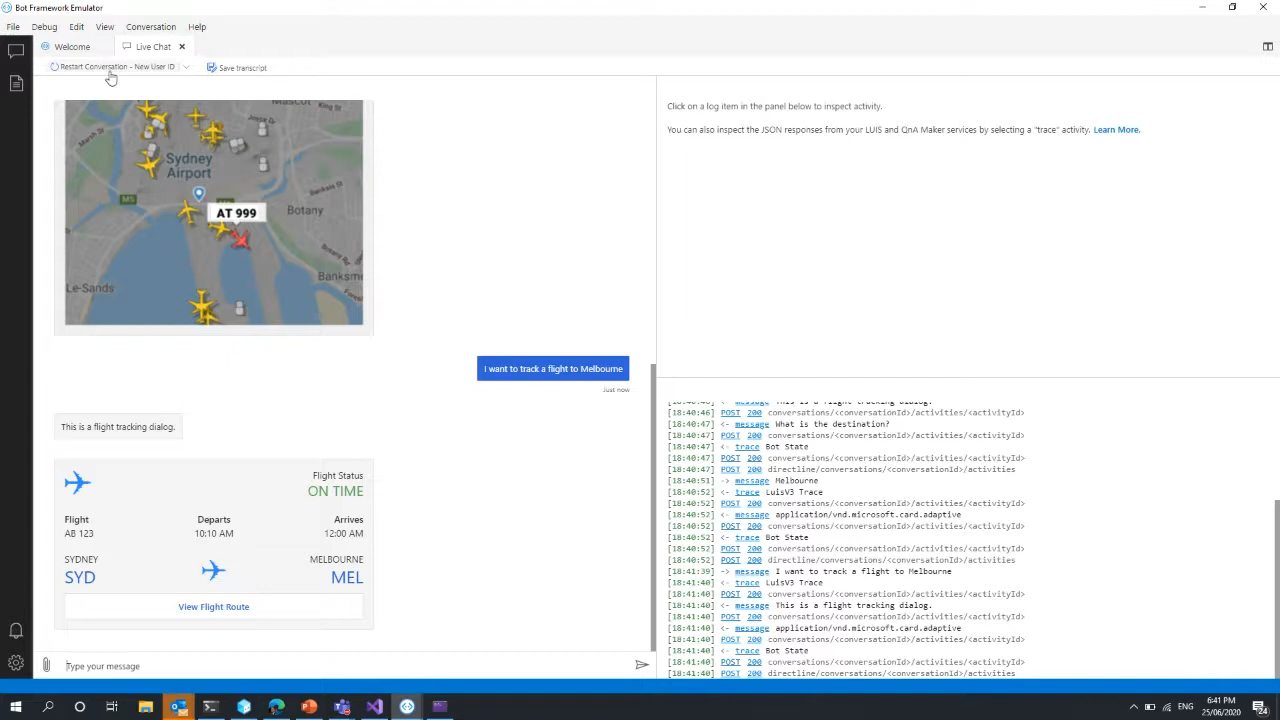 Bot Framework Emulator
File Debug Edit View Conversation Help
Welcome
Live Chat
Restart Conversation - New User ID
Save transcript
Mascot
Sydney
Airport
M5
AT 999
Botany
Banksme
Le-Sands
I want to track a flight to Melbourne
Just now
This is a flight tracking dialog.
Flight Status
ON TIME
Flight Departs Arrives
AB 123 10:10 AM 12:00 AM
SYDNEY MELBOURNE
SYD MEL
View Flight Route
Type your message
Click on a log item in the panel below to inspect activity.
You can also inspect the JSON responses from your LUIS and QnA Maker services by selecting a "trace" activity. Learn More.
[18:40:46] <- message This is a flight tracking dialog.
[18:40:46] POST 200 conversations/<conversationId>/activities/<activityId>
[18:40:47] <- message What is the destination?
[18:40:47] POST 200 conversations/<conversationId>/activities/<activityId>
[18:40:47] <- trace Bot State
[18:40:47] POST 200 conversations/<conversationId>/activities/<activityId>
[18:40:47] POST 200 directline/conversations/<conversationId>/activities
[18:40:51] -> message Melbourne
[18:40:52] <- trace LuisV3 Trace
[18:40:52] POST 200 conversations/<conversationId>/activities/<activityId>
[18:40:52] <- message application/vnd.microsoft.card.adaptive
[18:40:52] POST 200 conversations/<conversationId>/activities/<activityId>
[18:40:52] <- trace Bot State
[18:40:52] POST 200 conversations/<conversationId>/activities/<activityId>
[18:40:52] POST 200 directline/conversations/<conversationId>/activities
[18:41:39] -> message I want to track a flight to Melbourne
[18:41:40] <- trace LuisV3 Trace
[18:41:40] POST 200 conversations/<conversationId>/activities/<activityId>
[18:41:40] <- message This is a flight tracking dialog.
[18:41:40] POST 200 conversations/<conversationId>/activities/<activityId>
[18:41:40] <- message application/vnd.microsoft.card.adaptive
[18:41:40] POST 200 conversations/<conversationId>/activities/<activityId>
[18:41:40] <- trace Bot State
[18:41:40] POST 200 conversations/<conversationId>/activities/<activityId>
[18:41:40] POST 200 directline/conversations/<conversationId>/activities
ENG
6:41 PM
25/06/2020
24